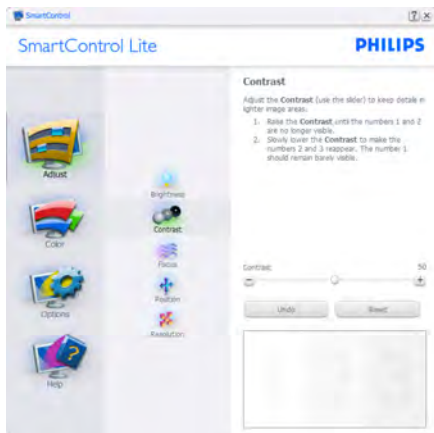 SmartControl
SmartControl Lite
PHILIPS
Adjust
Color
Options
Help
Brightness
Contrast
Focus
Position
Resolution
Contrast
Adjust the Contrast (use the slider) to keep details in
lighter image areas.
1. Raise the Contrast until the numbers 1 and 2
are no longer visible.
2. Slowly lower the Contrast to make the
numbers 2 and 3 reappear. The number 1
should remain barely visible.
Contrast: 50
Undo Reset